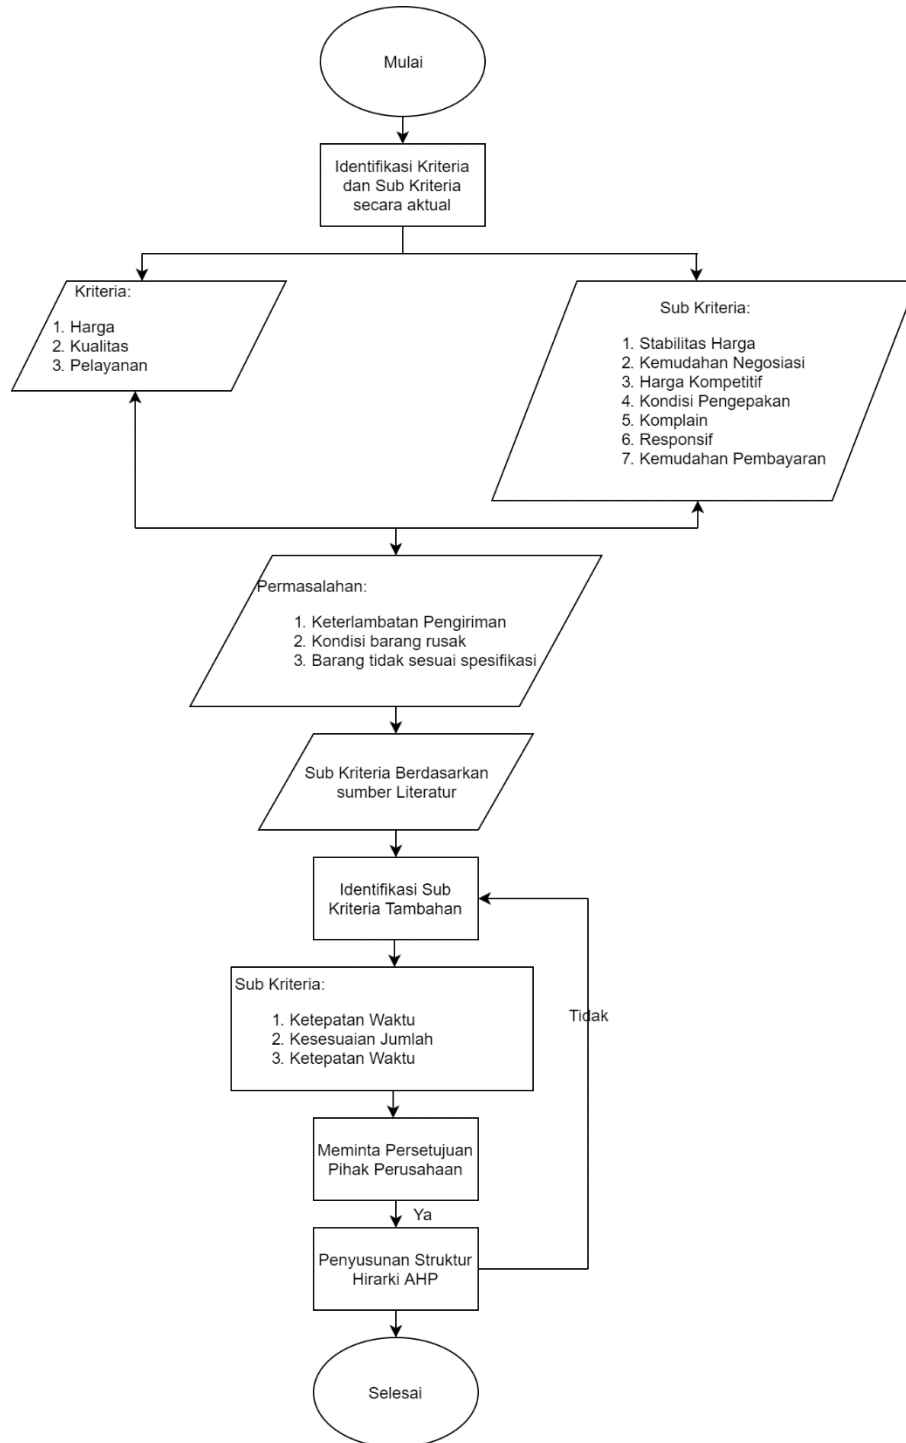 Mulai
Identifikasi Kriteria
dan Sub Kriteria
secara aktual
Kriteria:
1. Harga
2. Kualitas
3. Pelayanan
Sub Kriteria:
1. Stabilitas Harga
2. Kemudahan Negosiasi
3. Harga Kompetitif
4. Kondisi Pengepakan
5. Komplain
6. Responsif
7. Kemudahan Pembayaran
Permasalahan:
1. Keterlambatan Pengiriman
2. Kondisi barang rusak
3. Barang tidak sesuai spesifikasi
Sub Kriteria Berdasarkan
sumber Literatur
Identifikasi Sub
Kriteria Tambahan
Sub Kriteria:
1. Ketepatan Waktu
2. Kesesuaian Jumlah
3. Ketepatan Waktu
Tidak
Meminta Persetujuan
Pihak Perusahaan
Ya
Penyusunan Struktur
Hirarki AHP
Selesai